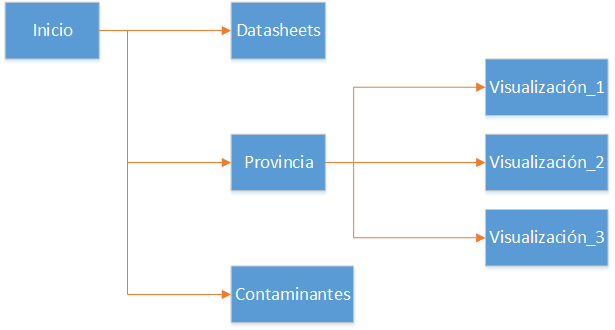 Inicio
Datasheets
Visualización_1
Provincia
Visualización_2
Visualización_3
Contaminantes